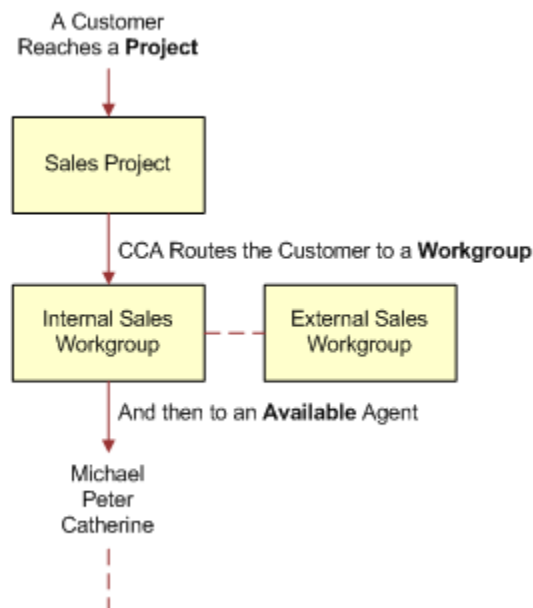 A Customer
Reaches a Project
Sales Project
CCA Routes the Customer to a Workgroup
Internal Sales
Workgroup
External Sales
Workgroup
And then to an Available Agent
Michael
Peter
Catherine